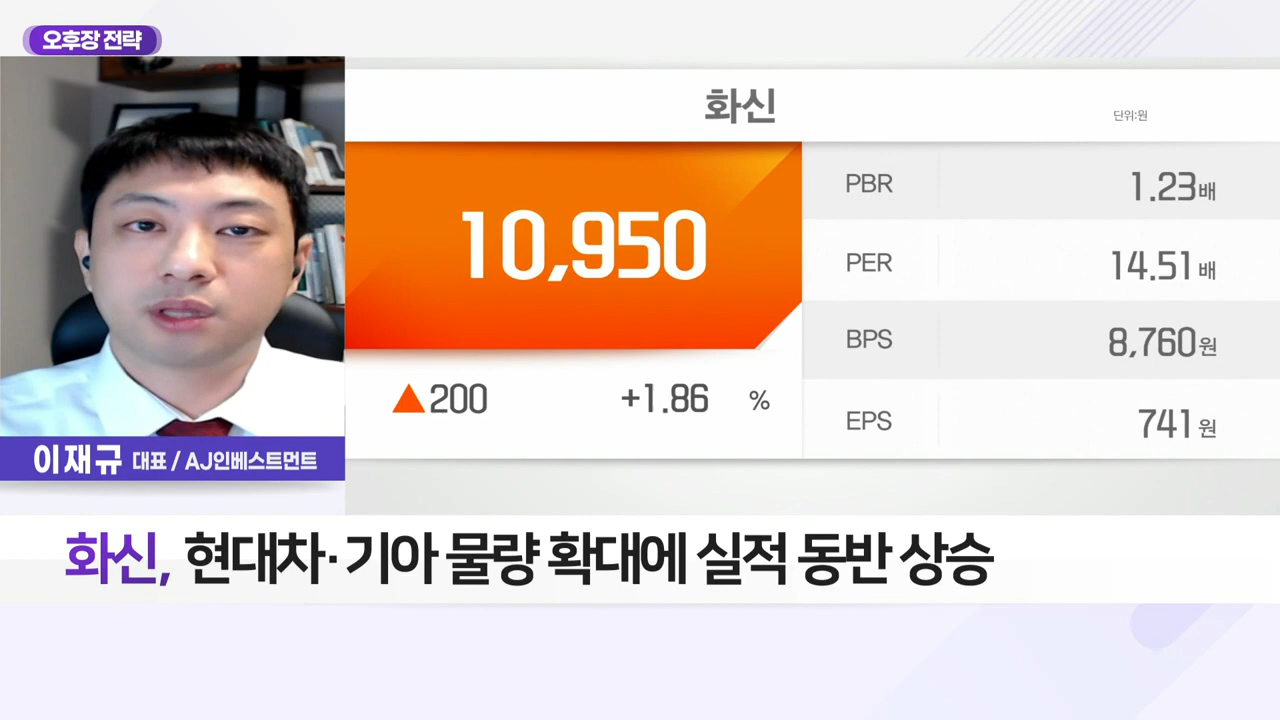 오후장 전략
화신
단위:원
10,950
▲200 +1.86 %
PBR 1.23배
PER 14.51배
BPS 8,760원
EPS 741원
이재규 대표 / AJ인베스트먼트
화신, 현대차·기아 물량 확대에 실적 동반 상승